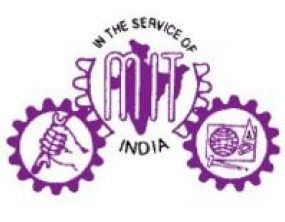 IN THE SERVICE OF
MIT
INDIA